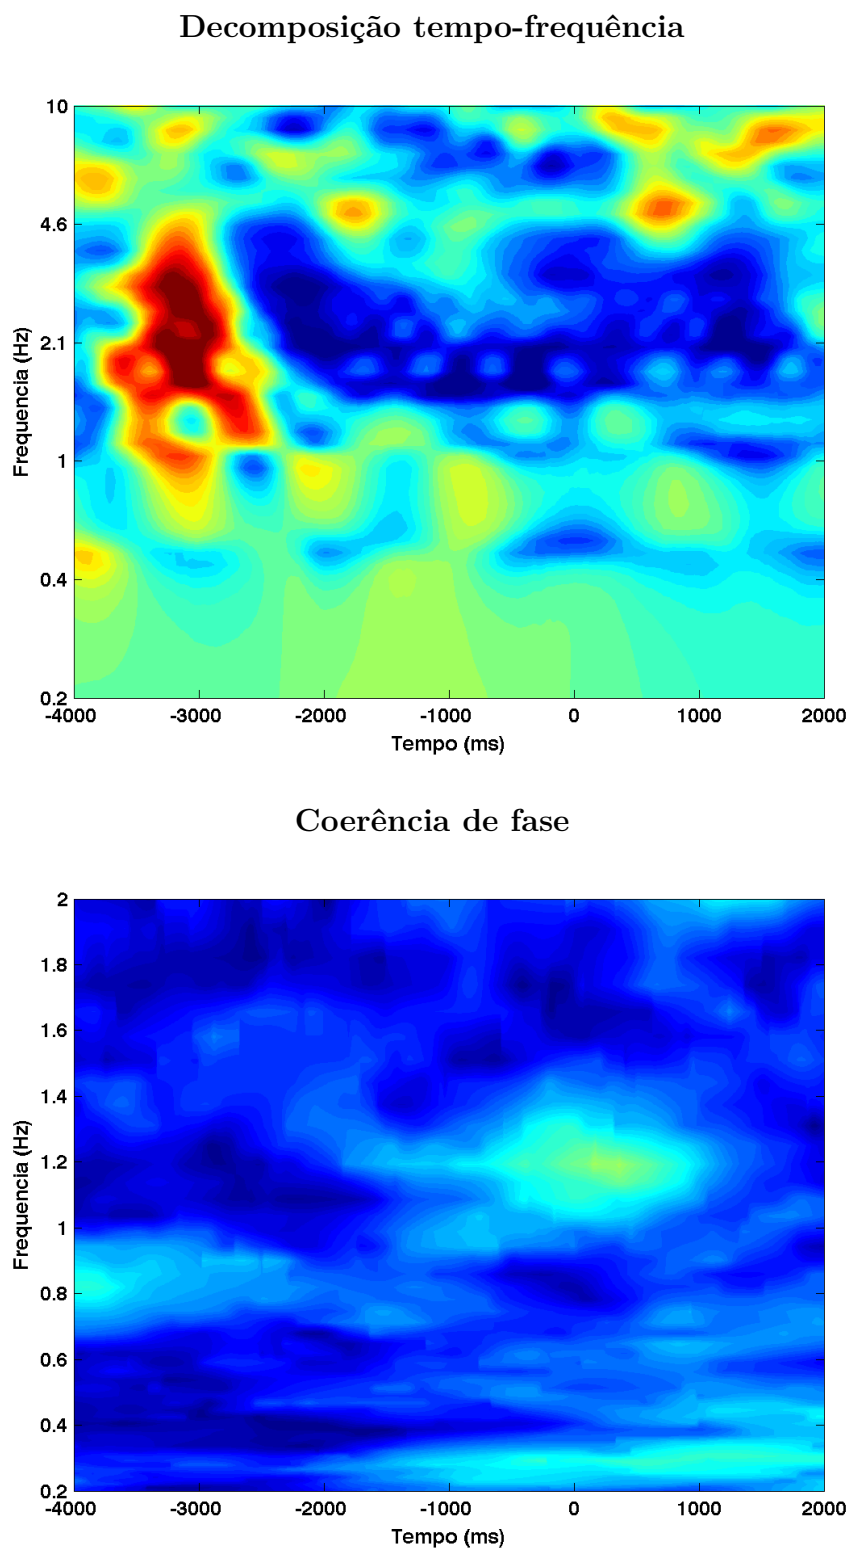 Decomposição tempo-frequência
10
4.6
2.1
1
0.4
0.2
Frequencia (Hz)
-4000 -3000 -2000 -1000 0 1000 2000
Tempo (ms)
Coerência de fase
2
1.8
1.6
1.4
1.2
1
0.8
0.6
0.4
0.2
Frequencia (Hz)
-4000 -3000 -2000 -1000 0 1000 2000
Tempo (ms)